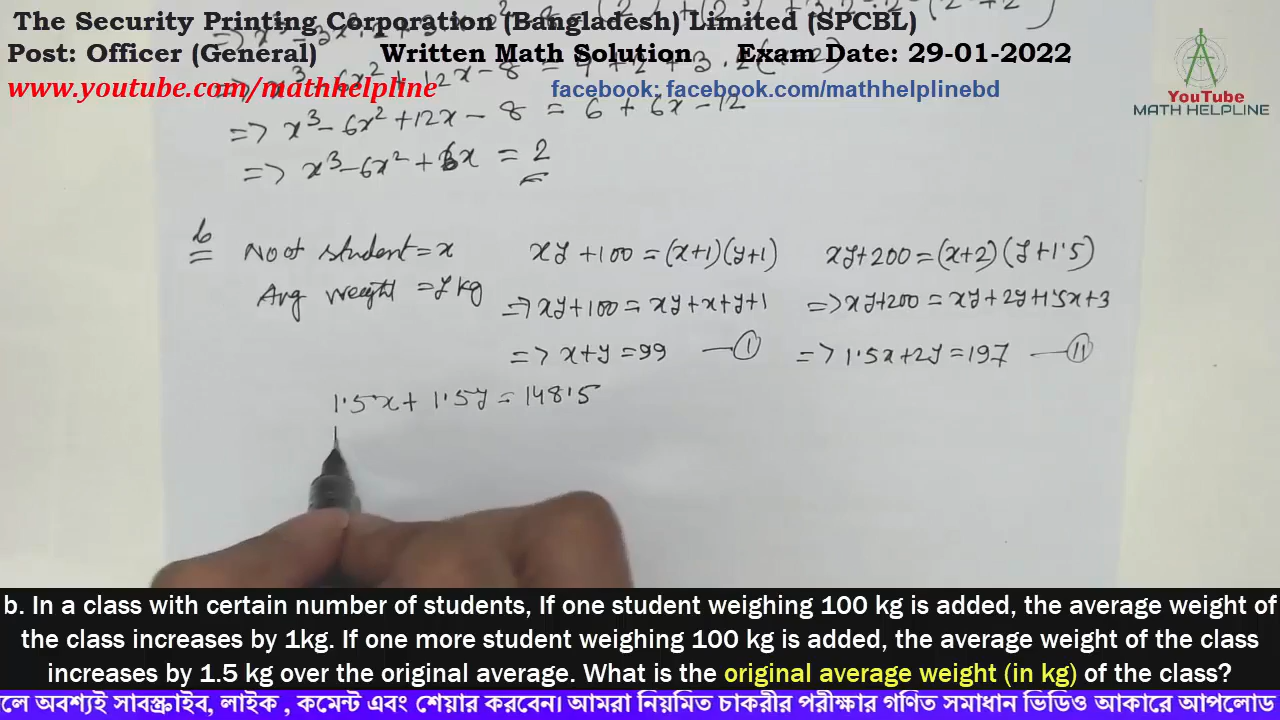 The Security Printing Corporation (Bangladesh) Limited (SPCBL)
Post: Officer (General) Written Math Solution Exam Date: 29-01-2022
www.youtube.com/mathhelpline facebook: facebook.com/mathhelplinebd
YouTube
MATH HELPLINE
=> x³ - 6x² + 12x - 8 = 6 + 6x - 12
=> x³ - 6x² + 6x = 2
b
No of student = x
Avg weight = y kg
xy + 100 = (x+1)(y+1)
=> xy + 100 = xy + x + y + 1
=> x + y = 99 — (I)
xy + 200 = (x+2)(y+1.5)
=> xy + 200 = xy + 2y + 1.5x + 3
=> 1.5x + 2y = 197 — (II)
1.5x + 1.5y = 148.5
b. In a class with certain number of students, If one student weighing 100 kg is added, the average weight of
the class increases by 1kg. If one more student weighing 100 kg is added, the average weight of the class
increases by 1.5 kg over the original average. What is the original average weight (in kg) of the class?
লে অবশ্যই সাবস্ক্রাইব, লাইক , কমেন্ট এবং শেয়ার করবেন। আমরা নিয়মিত চাকরীর পরীক্ষার গণিত সমাধান ভিডিও আকারে আপলোড